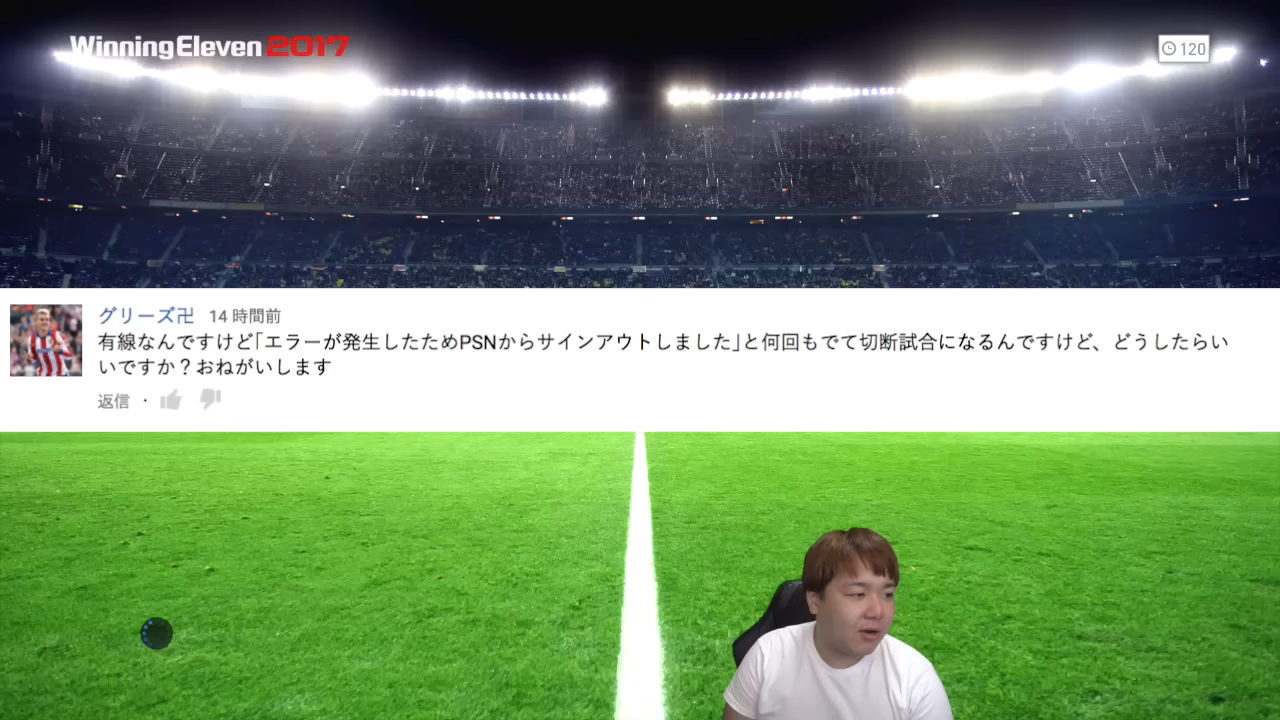 Winning Eleven 2017
120
グリーズ卍 14 時間前
有線なんですけど「エラーが発生したためPSNからサインアウトしました」と何回もでて切断試合になるんですけど、どうしたらい
いですか？おねがいします
返信 ・